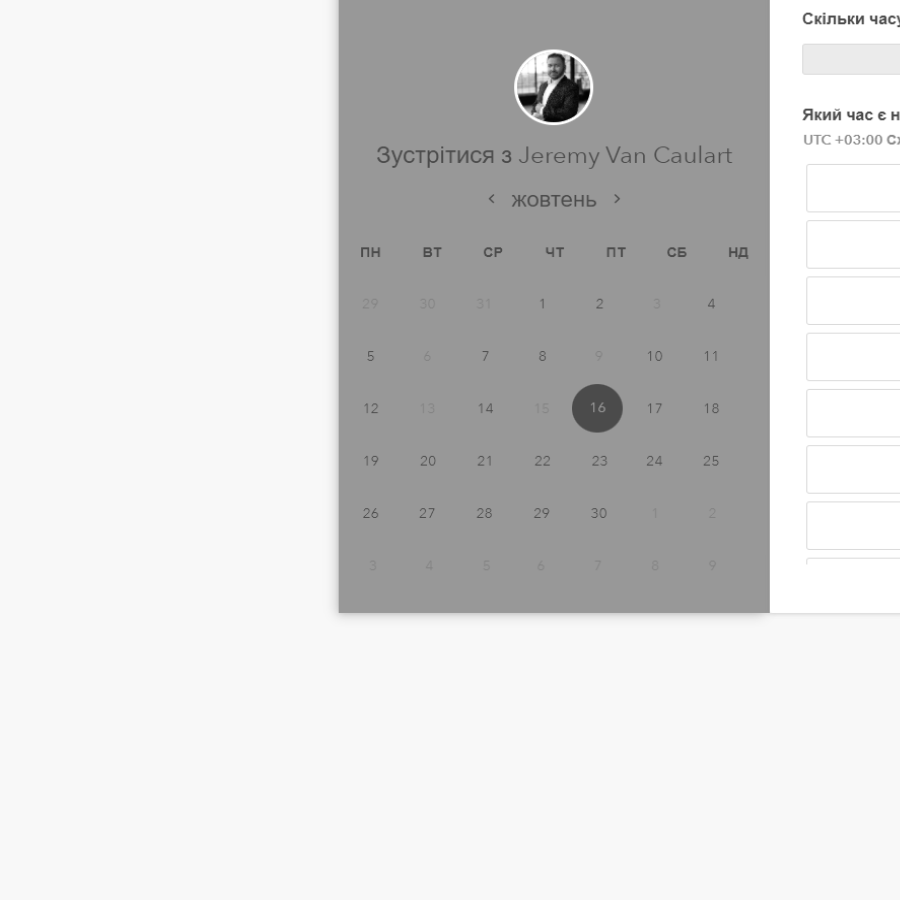 Скільки часу
Який час є н
UTC +03:00 Сх
Зустрітися з Jeremy Van Caulart
жовтень
ПН ВТ СР ЧТ ПТ СБ НД
29 30 31 1 2 3 4
5 6 7 8 9 10 11
12 13 14 15 16 17 18
19 20 21 22 23 24 25
26 27 28 29 30 1 2
3 4 5 6 7 8 9